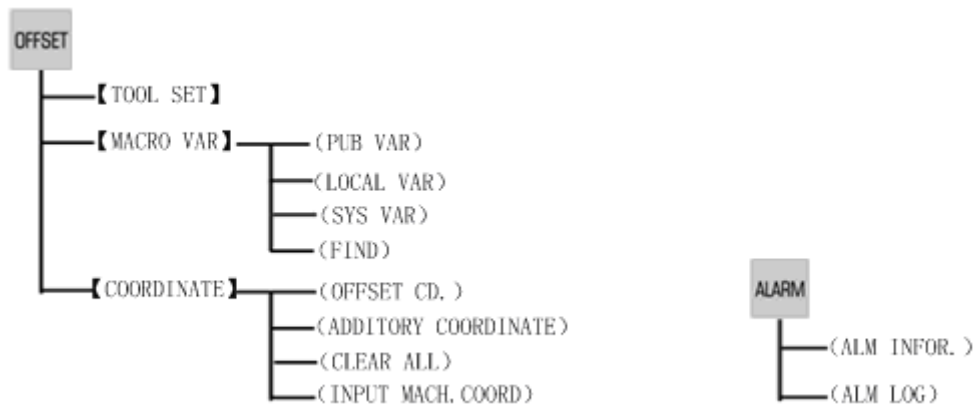 OFFSET
【TOOL SET】
【MACRO VAR】
(PUB VAR)
(LOCAL VAR)
(SYS VAR)
(FIND)
【COORDINATE】
(OFFSET CD.)
(ADDITORY COORDINATE)
(CLEAR ALL)
(INPUT MACH.COORD)
ALARM
(ALM INFOR.)
(ALM LOG)